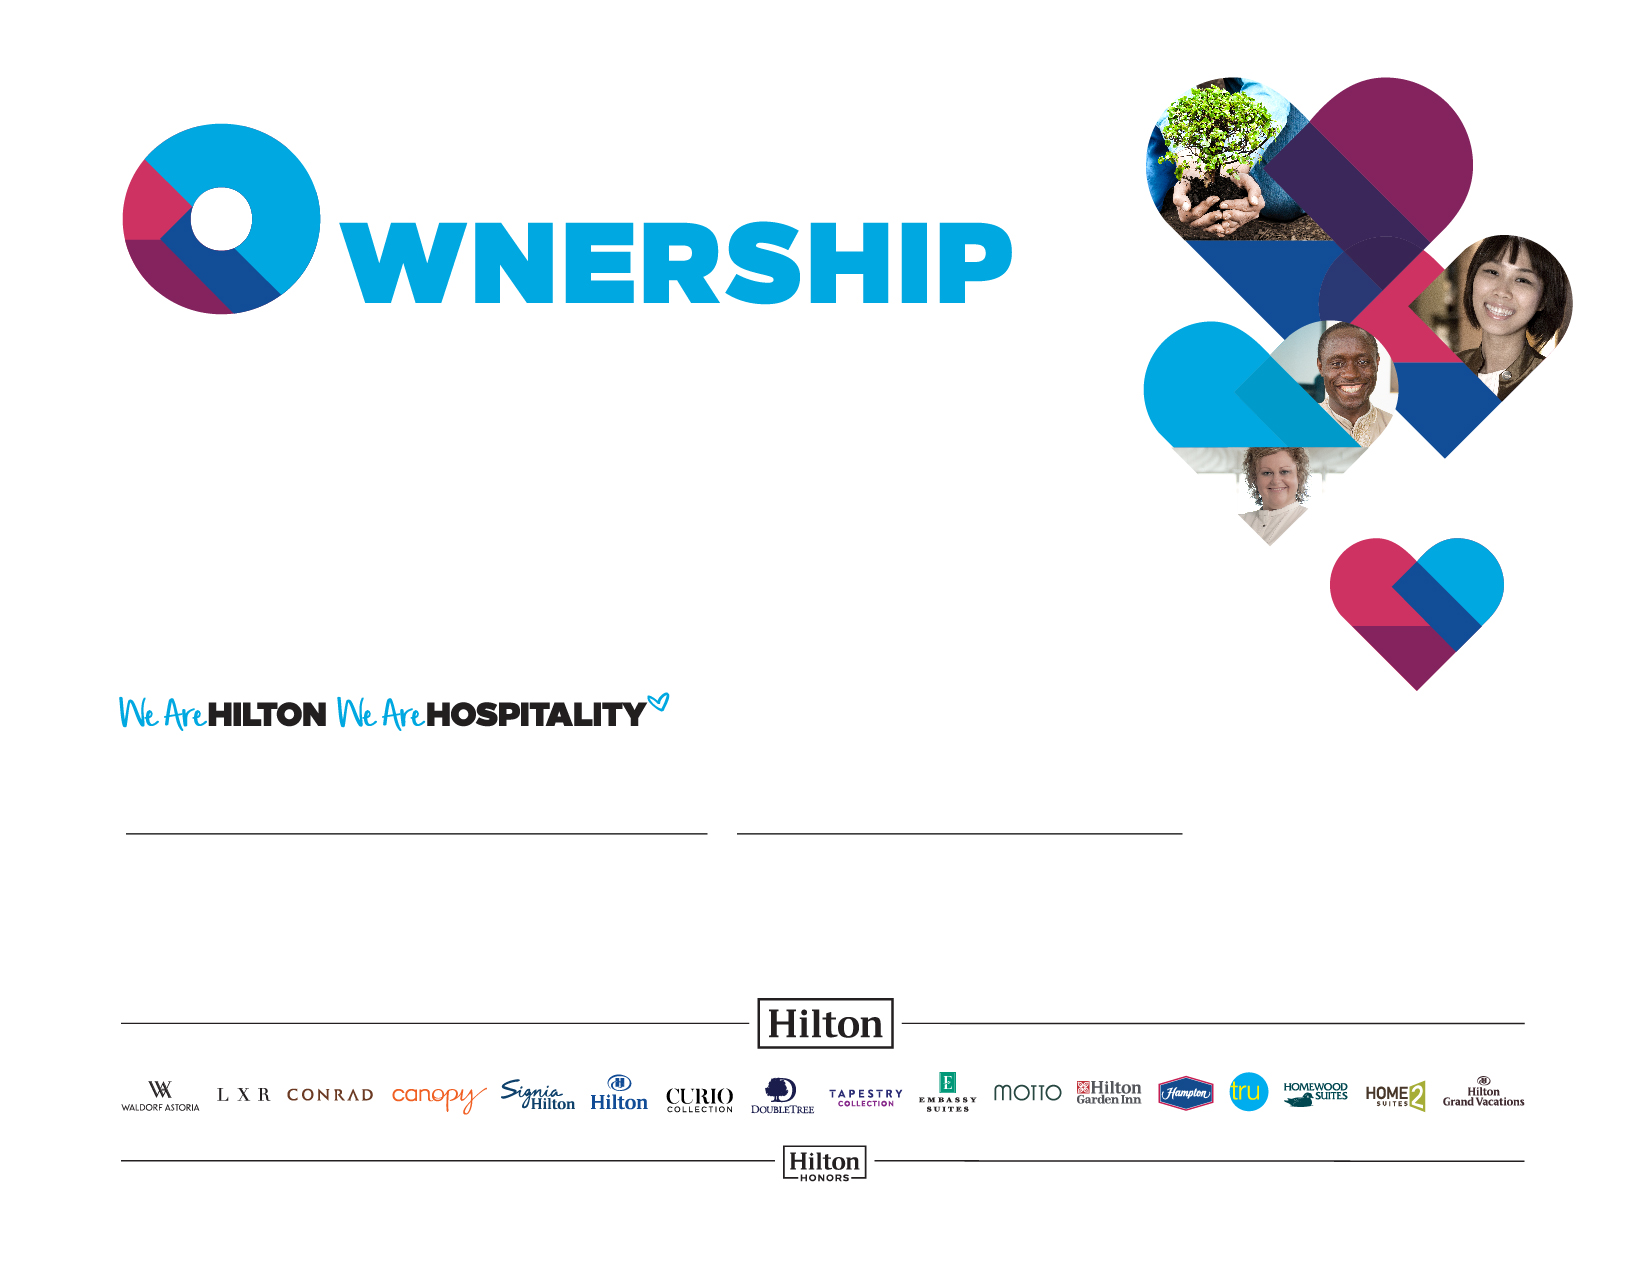 OWNERSHIP
We Are HILTON We Are HOSPITALITY
Hilton
WALDORF ASTORIA
LXR
CONRAD
canopy
Signia
Hilton
H
Hilton
CURIO
COLLECTION
DOUBLETREE
TAPESTRY
COLLECTION
E
EMBASSY
SUITES
MOTTO
Hilton
Garden Inn
Hampton
tru
HOMEWOOD
SUITES
HOME2
SUITES
Hilton
Grand Vacations
Hilton
HONORS